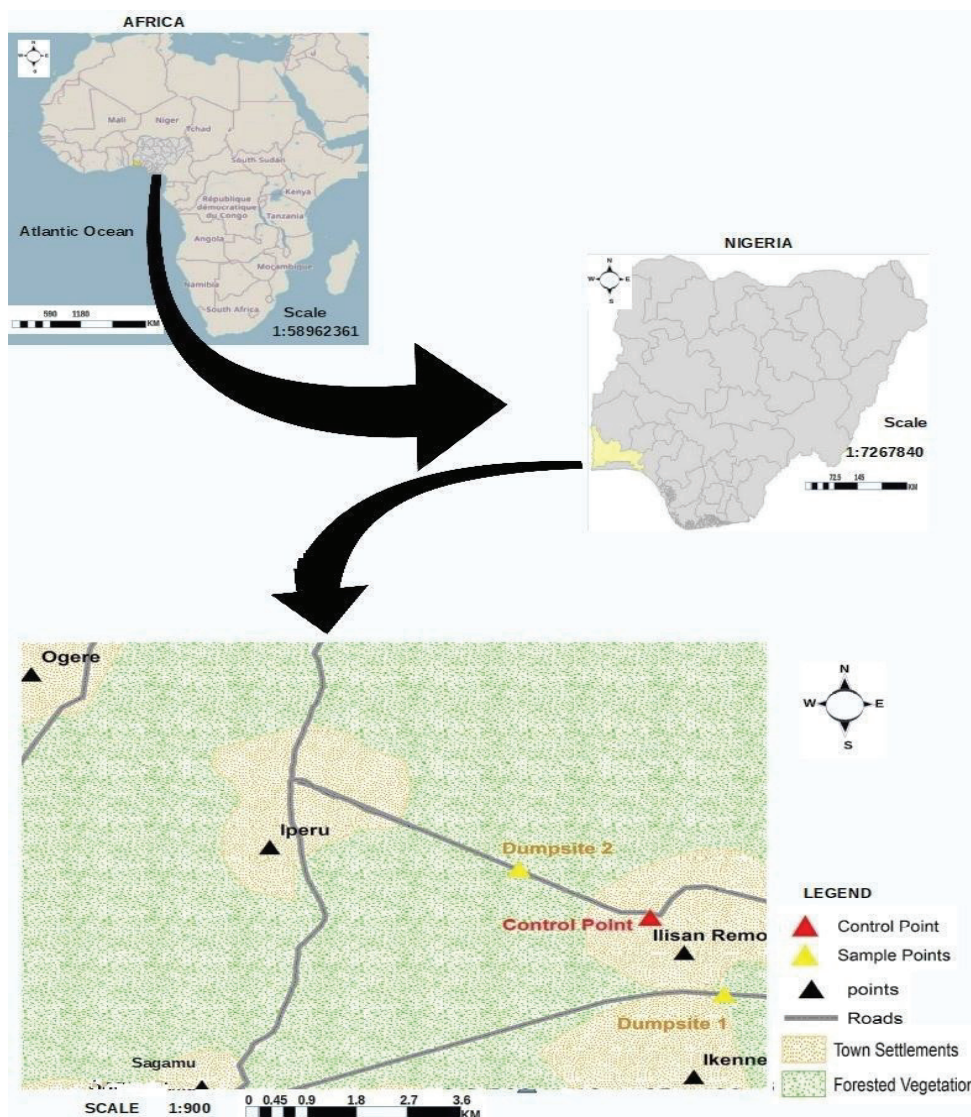 AFRICA
N
W E
S
Mali
Niger
Tchad
South Sudan
Kenya
République
démocratique
du Congo
Tanzania
Atlantic Ocean
Angola
Moçambique
Namibia
South Africa
Scale
1:58962361
590 1180
KM
NIGERIA
N
W E
S
Scale
1:7267840
72.5 145
KM
Ogere
N
W E
S
Iperu
Dumpsite 2
Control Point
Ilisan Remo
Dumpsite 1
Sagamu
Ikenne
LEGEND
Control Point
Sample Points
points
Roads
Town Settlements
Forested Vegetation
SCALE 1:900
0 0.45 0.9 1.8 2.7 3.6
KM